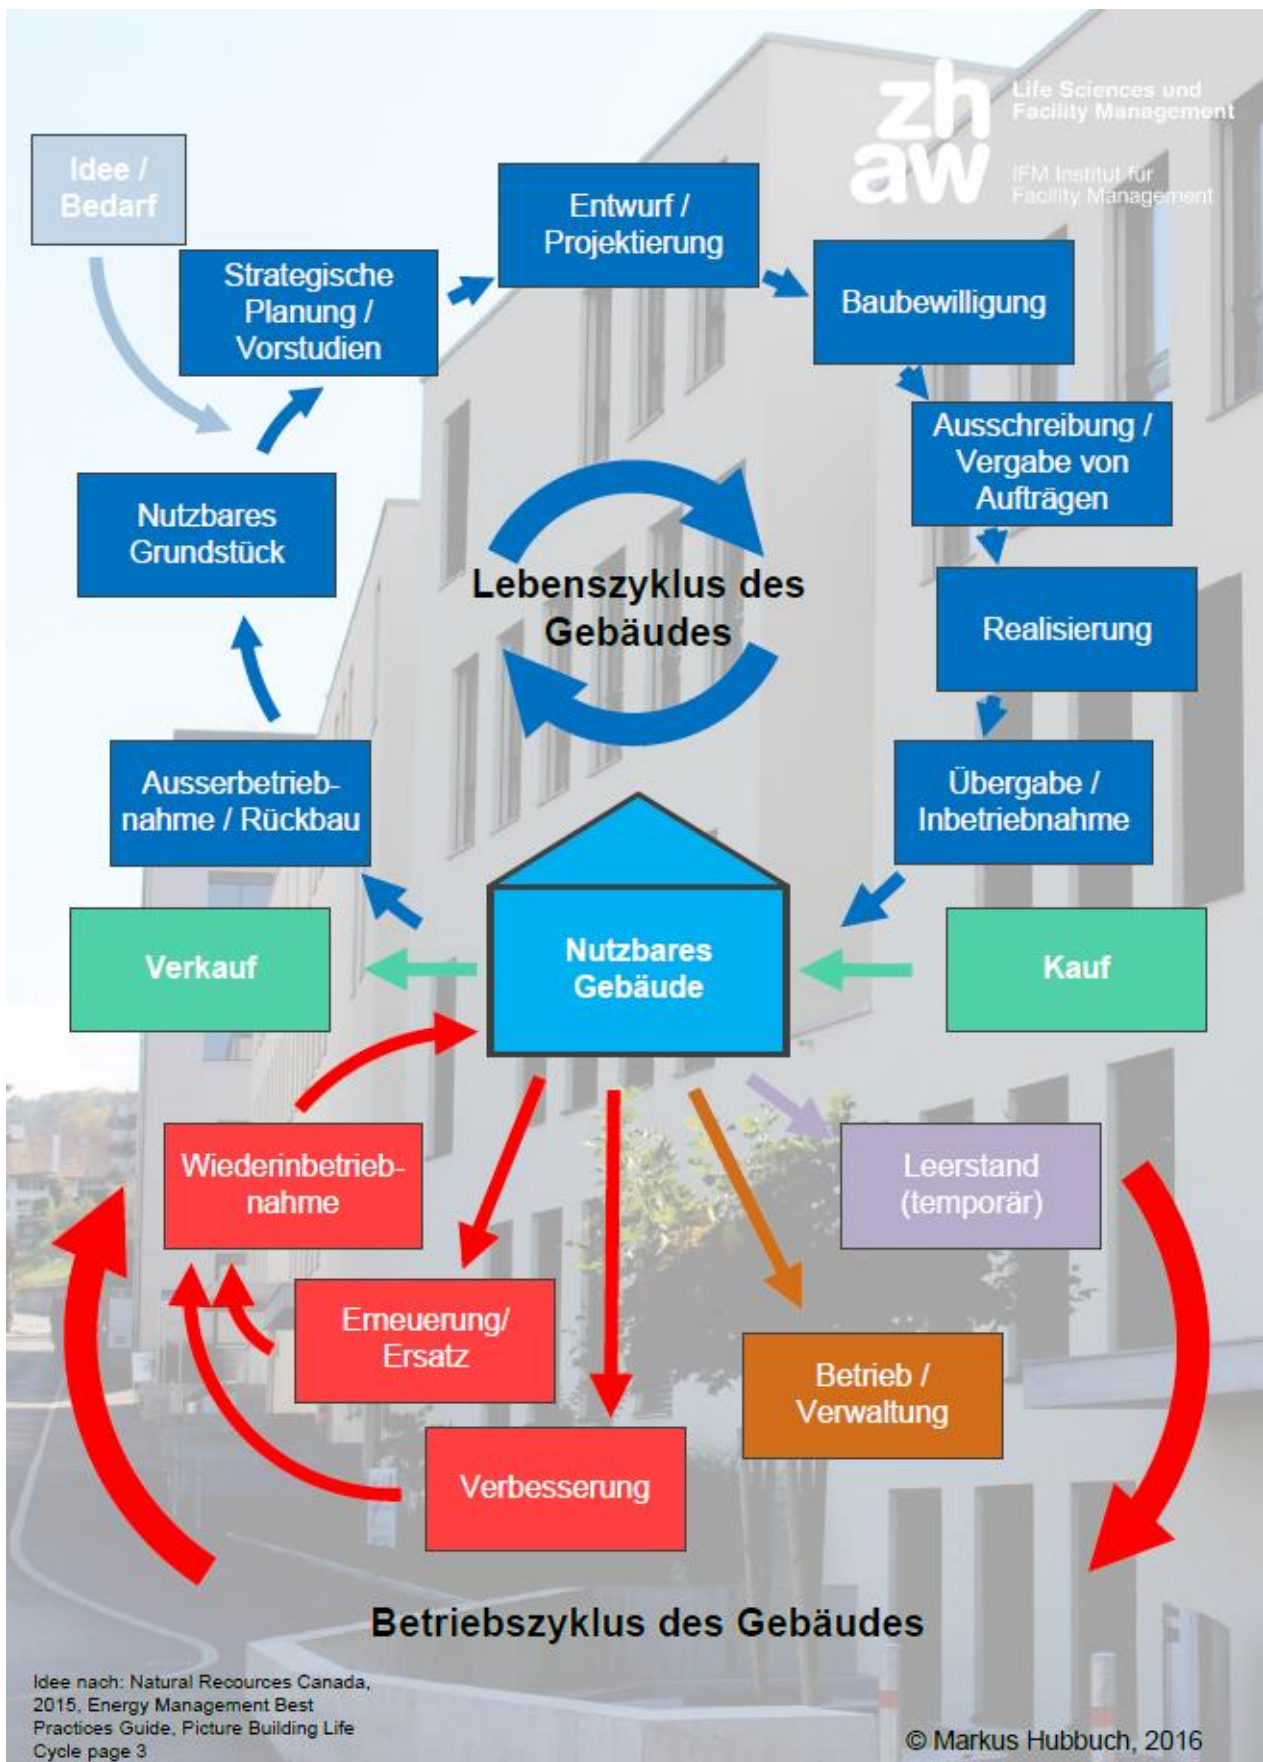 zh
aw
Life Sciences und
Facility Management
IFM Institut für
Facility Management
Idee /
Bedarf
Strategische
Planung /
Vorstudien
Entwurf /
Projektierung
Baubewilligung
Ausschreibung /
Vergabe von
Aufträgen
Nutzbares
Grundstück
Lebenszyklus des
Gebäudes
Realisierung
Ausserbetrieb-
nahme / Rückbau
Übergabe /
Inbetriebnahme
Verkauf
Nutzbares
Gebäude
Kauf
Wiederinbetrieb-
nahme
Leerstand
(temporär)
Erneuerung/
Ersatz
Betrieb /
Verwaltung
Verbesserung
Betriebszyklus des Gebäudes
Idee nach: Natural Recources Canada,
2015, Energy Management Best
Practices Guide, Picture Building Life
Cycle page 3
© Markus Hubbuch, 2016